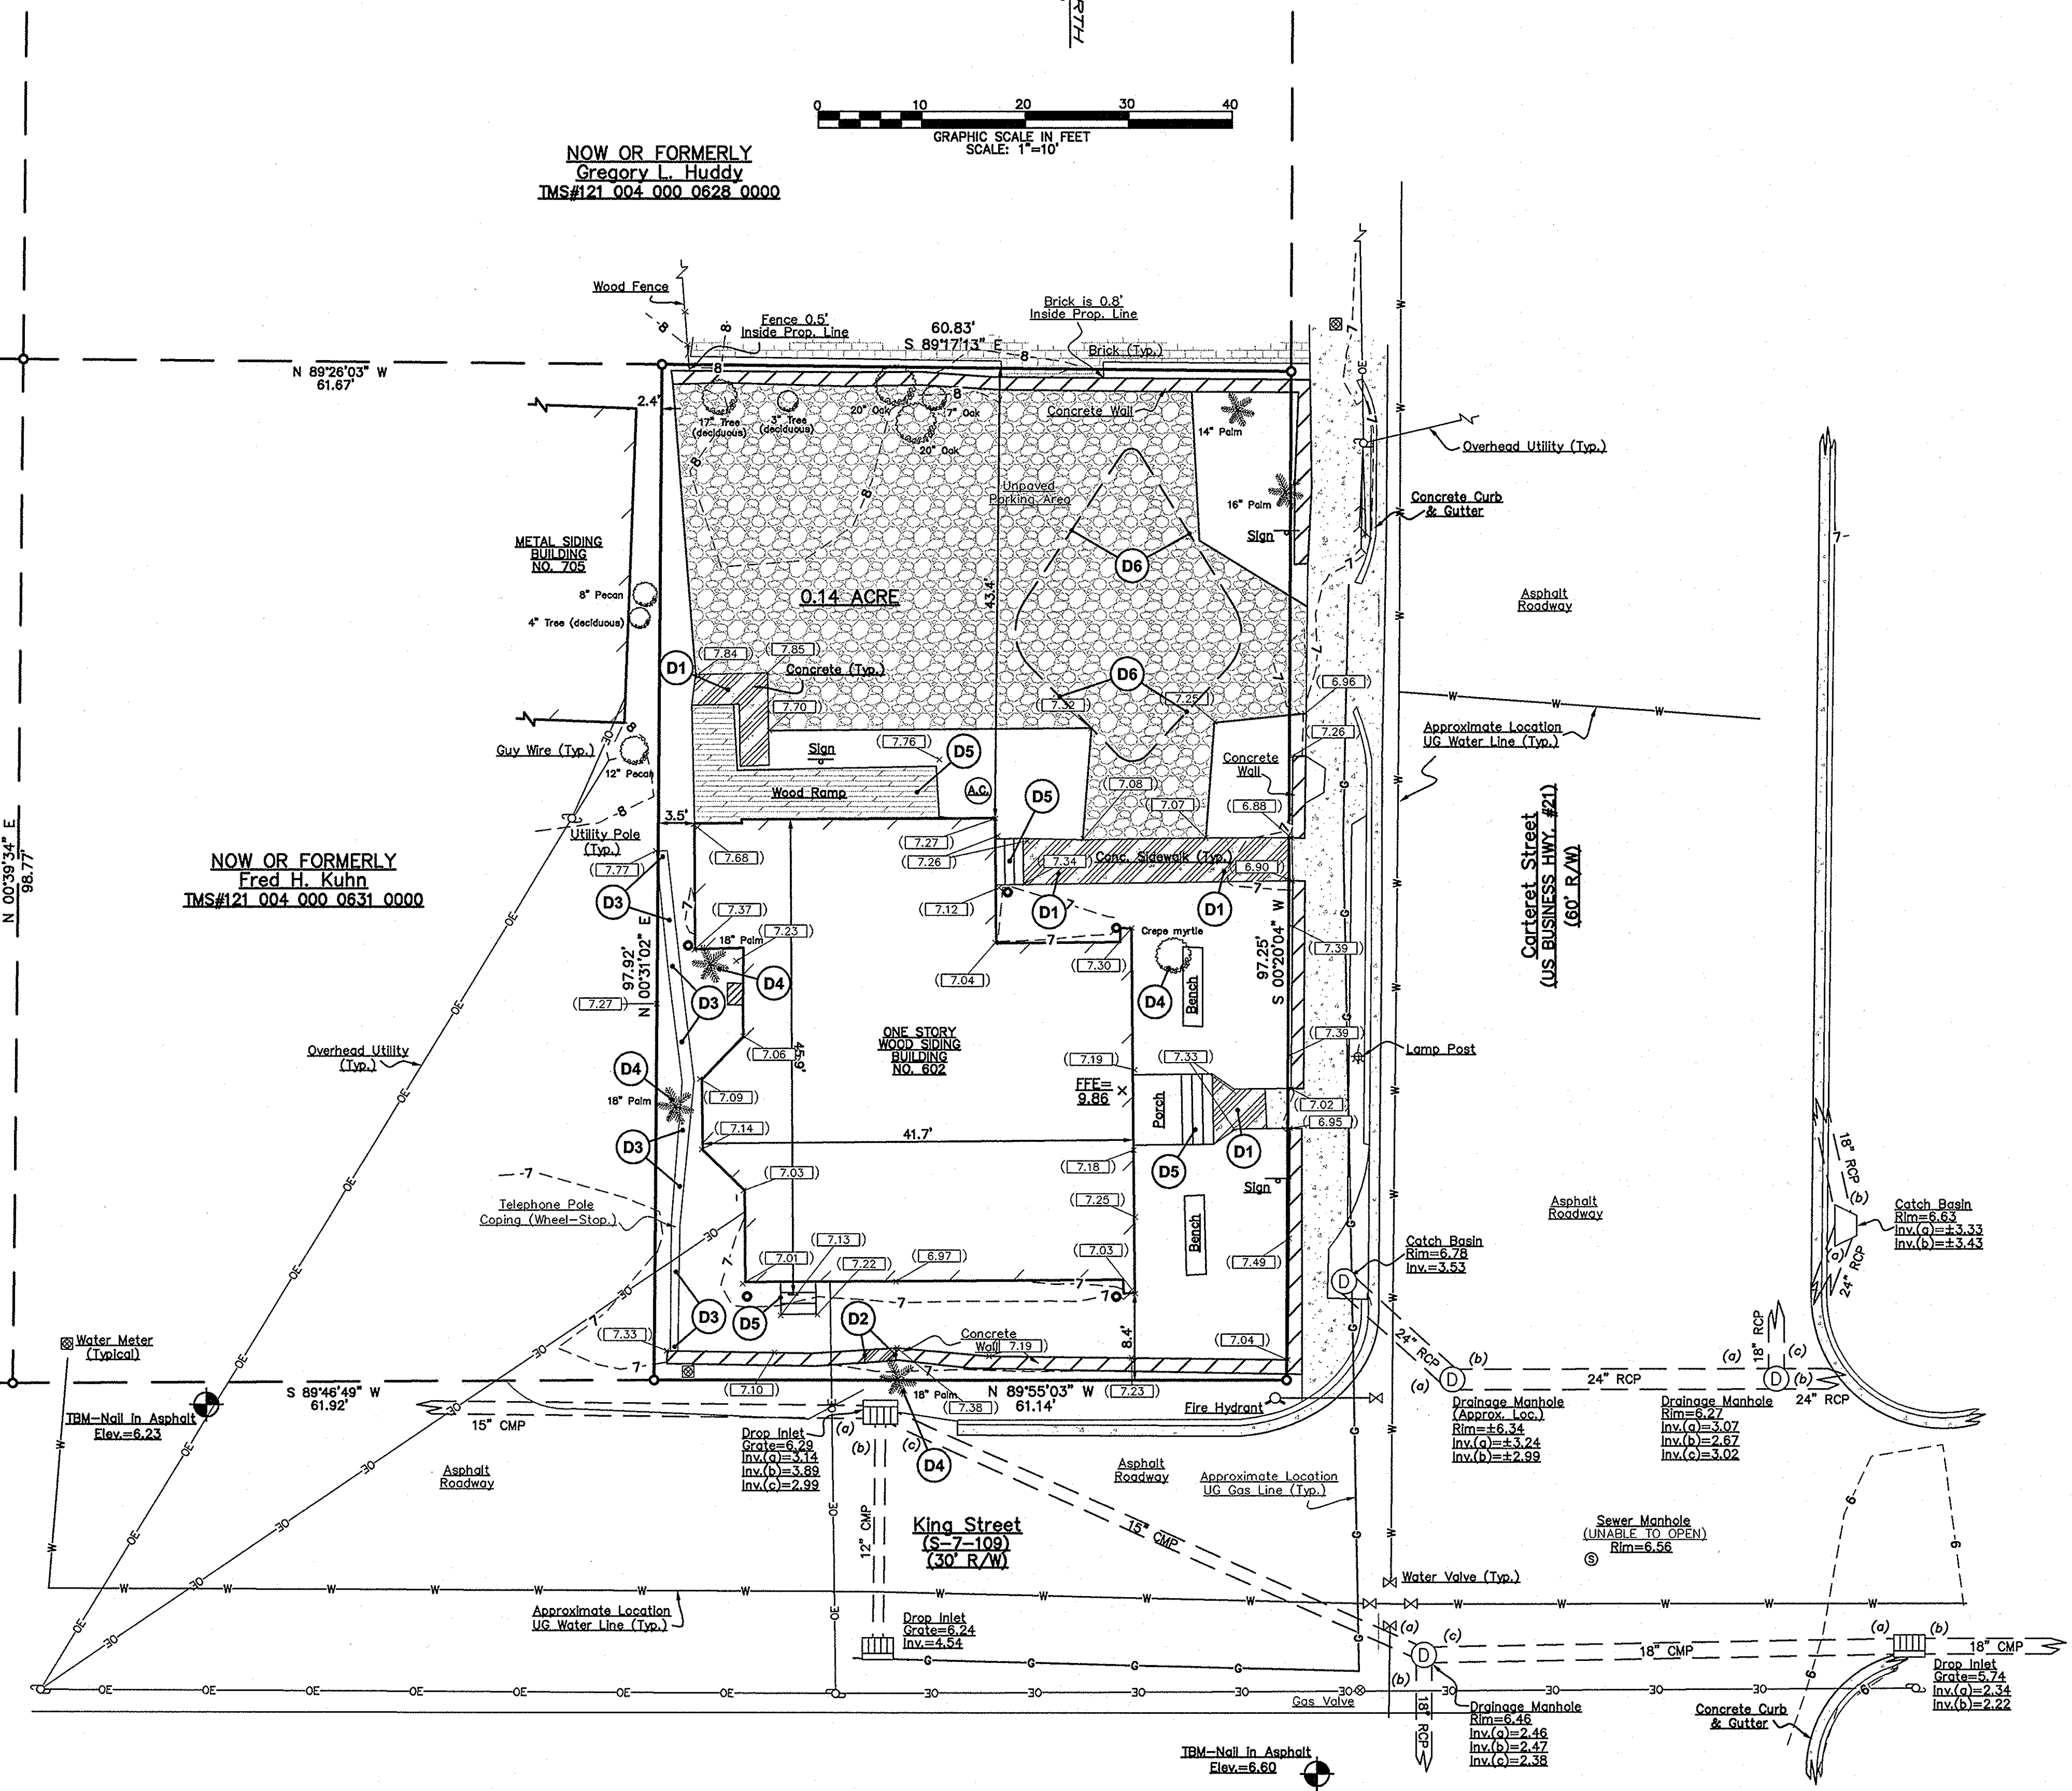 RTH
0 10 20 30 40
GRAPHIC SCALE IN FEET
SCALE: 1"=10'
NOW OR FORMERLY
Gregory L. Huddy
TMS#121 004 000 0628 0000
Wood Fence
Fence 0.5'
Inside Prop. Line
Brick is 0.8'
Inside Prop. Line
60.83'
S 89°17'13" E
Brick (Typ.)
8
8
8
8
8
7
N 89°26'03" W
61.67'
2.4'
17" Tree
(deciduous)
3" Tree
(deciduous)
20" Oak
7" Oak
20" Oak
Concrete Wall
14" Palm
16" Palm
Sign
Overhead Utility (Typ.)
Concrete Curb
& Gutter
OE
Unpaved
Parking Area
METAL SIDING
BUILDING
NO. 705
8" Pecan
4" Tree (deciduous)
0.14 ACRE
43.4'
D6
D6
Asphalt
Roadway
D1
7.84
7.85
Concrete (Typ.)
7.70
7.32
7.25
6.96
Guy Wire (Typ.)
12" Pecan
Sign
7.76
D5
Wood Ramp
A.C.
D5
7.26
Concrete
Wall
7.08
7.07
6.88
Approximate Location
UG Water Line (Typ.)
Utility Pole
(Typ.)
3.5'
7.68
7.77
7.27
7.26
7.34
Conc. Sidewalk (Typ.)
6.90
7.12
D1
D1
D3
NOW OR FORMERLY
Fred H. Kuhn
TMS#121 004 000 0631 0000
N 00°39'34" E
98.77'
Carteret Street
(US BUSINESS HWY. #21)
(60' R/W)
7.37
7.23
18" Palm
D4
7.04
7.30
Crepe myrtle
D4
Bench
97.25'
S 00°20'04" W
7.39
97.92'
N 00°31'02" E
7.27
D3
ONE STORY
WOOD SIDING
BUILDING
NO. 602
7.06
45.9'
7.39
Lamp Post
Overhead Utility
(Typ.)
D4
18" Palm
7.09
7.19
7.33
FFE=
9.86
Porch
7.02
6.95
7.14
41.7'
D3
D5
D1
7.18
7.03
7.25
Sign
Bench
Telephone Pole
Coping (Wheel-Stop.)
7.13
7.01
7.22
6.97
7.03
7.49
Asphalt
Roadway
Catch Basin
Rim=6.78
Inv.=3.53
D
18" RCP
(b)
(a)
24" RCP
Catch Basin
Rim=6.63
Inv.(a)=±3.33
Inv.(b)=±3.43
D3
D5
D2
7.33
Concrete
Wall
7.19
8.4'
7.04
Water Meter
(Typical)
S 89°46'49" W
61.92'
7.10
18" Palm
7.38
N 89°55'03" W
61.14'
7.23
Fire Hydrant
24" RCP
(b)
(a)
D
24" RCP
(a)
18" RCP
(c)
(b)
D
24" RCP
TBM-Nail in Asphalt
Elev.=6.23
15" CMP
Drop Inlet
Grate=6.29
Inv.(a)=3.14
Inv.(b)=3.89
Inv.(c)=2.99
(a)
(b)
(c)
D4
Drainage Manhole
(Approx. Loc.)
Rim=±6.34
Inv.(a)=±3.24
Inv.(b)=±2.99
Drainage Manhole
Rim=6.27
Inv.(a)=3.07
Inv.(b)=2.67
Inv.(c)=3.02
Asphalt
Roadway
Asphalt
Roadway
Approximate Location
UG Gas Line (Typ.)
12" CMP
15" CMP
King Street
(S-7-109)
(30' R/W)
Sewer Manhole
(UNABLE TO OPEN)
Rim=6.56
S
Water Valve (Typ.)
Approximate Location
UG Water Line (Typ.)
Drop Inlet
Grate=6.24
Inv.=4.54
(a)
(c)
D
(b)
18" CMP
(a)
(b)
18" CMP
Drop Inlet
Grate=5.74
Inv.(a)=2.34
Inv.(b)=2.22
Gas Valve
18" RCP
Drainage Manhole
Rim=6.46
Inv.(a)=2.46
Inv.(b)=2.47
Inv.(c)=2.38
Concrete Curb
& Gutter
TBM-Nail in Asphalt
Elev.=6.60